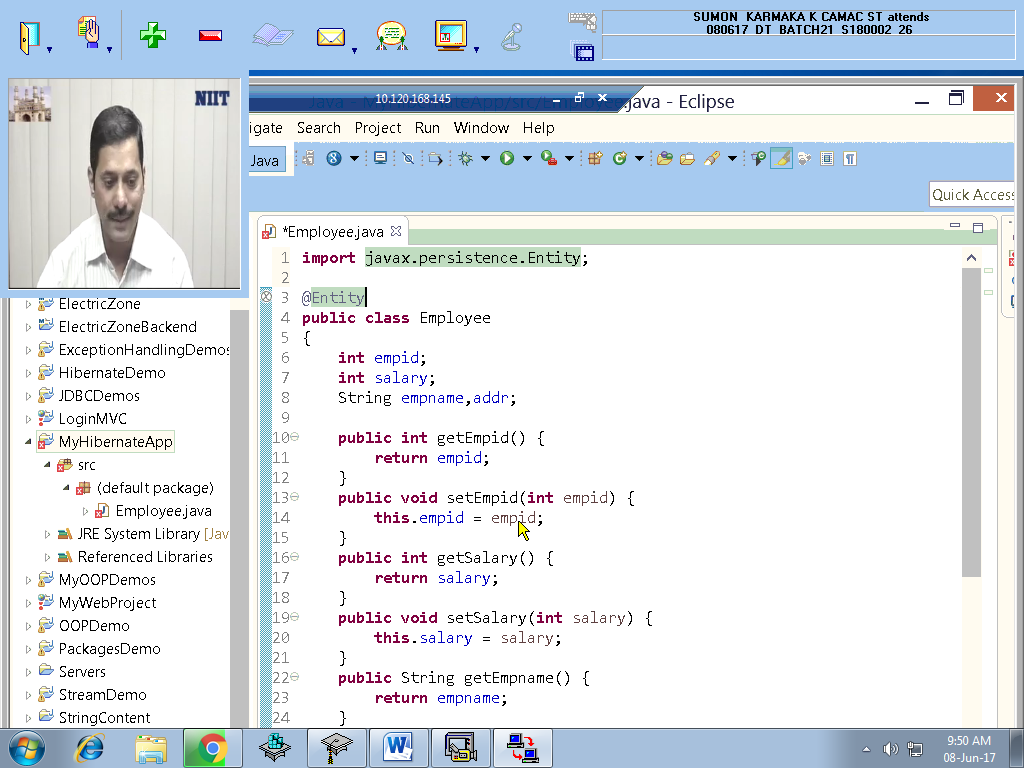 SUMON KARMAKA K CAMAC ST attends
080617_DT_BATCH21_S180002_26
NIIT
10.120.168.145
java - Eclipse
igate Search Project Run Window Help
Java
Quick Access
*Employee.java
1 import javax.persistence.Entity;
2
3 @Entity
4 public class Employee
5 {
6 int empid;
7 int salary;
8 String empname,addr;
9
10 public int getEmpid() {
11 return empid;
12 }
13 public void setEmpid(int empid) {
14 this.empid = empid;
15 }
16 public int getSalary() {
17 return salary;
18 }
19 public void setSalary(int salary) {
20 this.salary = salary;
21 }
22 public String getEmpname() {
23 return empname;
24 }
ElectricZone
ElectricZoneBackend
ExceptionHandlingDemos
HibernateDemo
JDBCDemos
LoginMVC
MyHibernateApp
src
(default package)
Employee.java
JRE System Library [Jav
Referenced Libraries
MyOOPDemos
MyWebProject
OOPDemo
PackagesDemo
Servers
StreamDemo
StringContent
9:50 AM
08-Jun-17